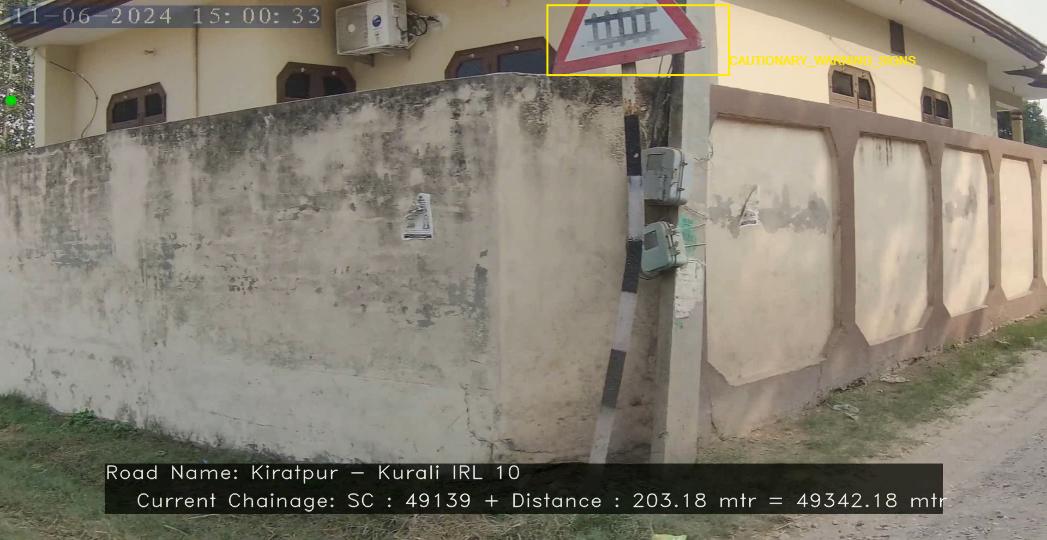 11-06-2024 15:00:33
CAUTIONARY_WARNING_SIGNS
Road Name: Kiratpur - Kurali IRL 10
Current Chainage: SC : 49139 + Distance : 203.18 mtr = 49342.18 mtr